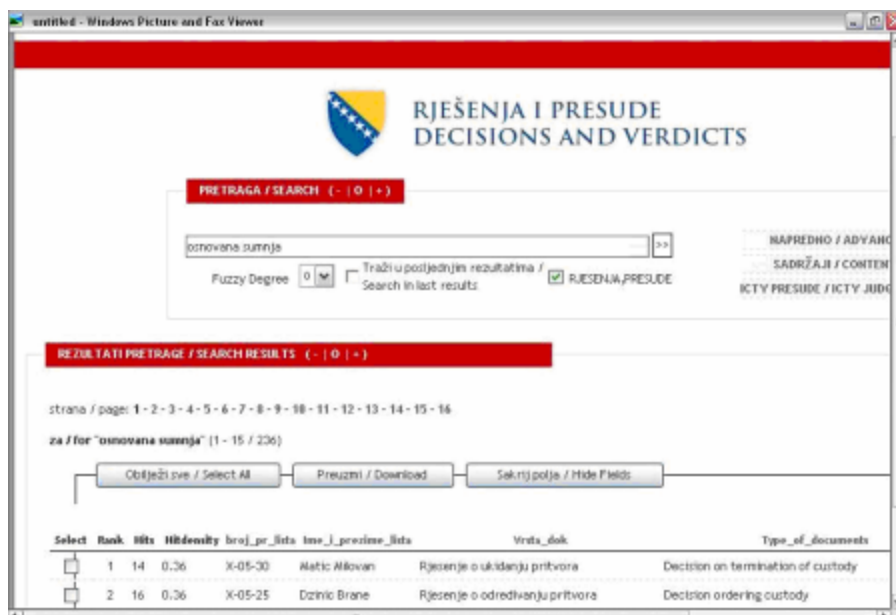 untitled - Windows Picture and Fax Viewer
RJEŠENJA I PRESUDE
DECISIONS AND VERDICTS
PRETRAGA / SEARCH ( - | O | + )
osnovana sumnja >>
NAPREDNO / ADVANC
Fuzzy Degree 0 Traži u posljednjim rezultatima / Search in last results RJESENJA,PRESUDE
SADRŽAJI / CONTEN
ICTY PRESUDE / ICTY JUDG
REZULTATI PRETRAGE / SEARCH RESULTS ( - | O | + )
strana / page: 1 - 2 - 3 - 4 - 5 - 6 - 7 - 8 - 9 - 10 - 11 - 12 - 13 - 14 - 15 - 16
za / for "osnovana sumnja" (1 - 15 / 236)
Obilježi sve / Select All Preuzmi / Download Sakrij polja / Hide Fields
Select Rank Hits Hitdensity broj_pr_lista Ime_i_prezime_lista Vrsta_dok Type_of_documents
1 14 0.36 X-05-30 Matic Milovan Rjesenje o ukidanju pritvora Decision on termination of custody
2 16 0.36 X-05-25 Dzinic Brane Rjesenje o odredivanju pritvora Decision ordering custody